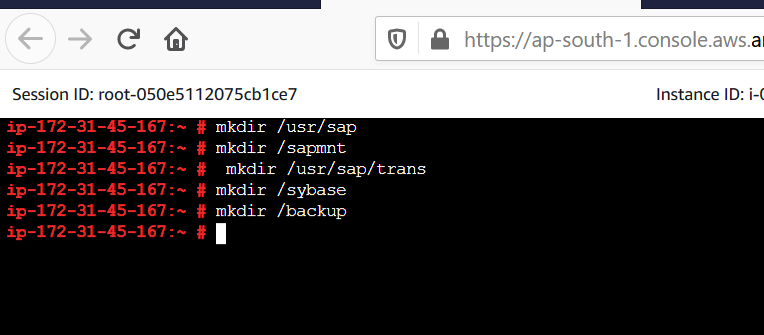 https://ap-south-1.console.aws.
Session ID: root-050e5112075cb1ce7
Instance ID:
ip-172-31-45-167:~ # mkdir /usr/sap
ip-172-31-45-167:~ # mkdir /sapmnt
ip-172-31-45-167:~ #  mkdir /usr/sap/trans
ip-172-31-45-167:~ # mkdir /sybase
ip-172-31-45-167:~ # mkdir /backup
ip-172-31-45-167:~ #